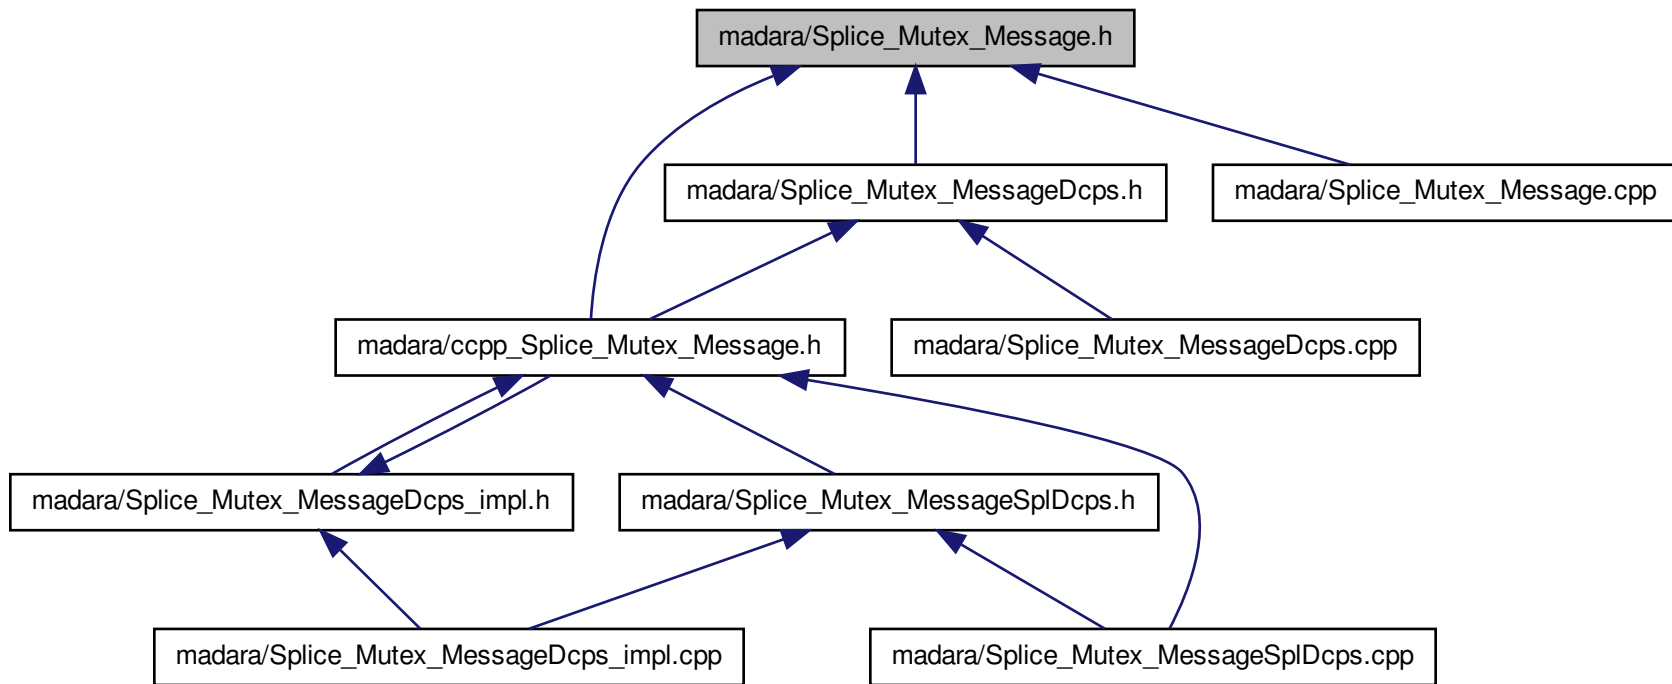 madara/Splice_Mutex_Message.h
madara/Splice_Mutex_MessageDcps.h
madara/Splice_Mutex_Message.cpp
madara/ccpp_Splice_Mutex_Message.h
madara/Splice_Mutex_MessageDcps.cpp
madara/Splice_Mutex_MessageDcps_impl.h
madara/Splice_Mutex_MessageSplDcps.h
madara/Splice_Mutex_MessageDcps_impl.cpp
madara/Splice_Mutex_MessageSplDcps.cpp